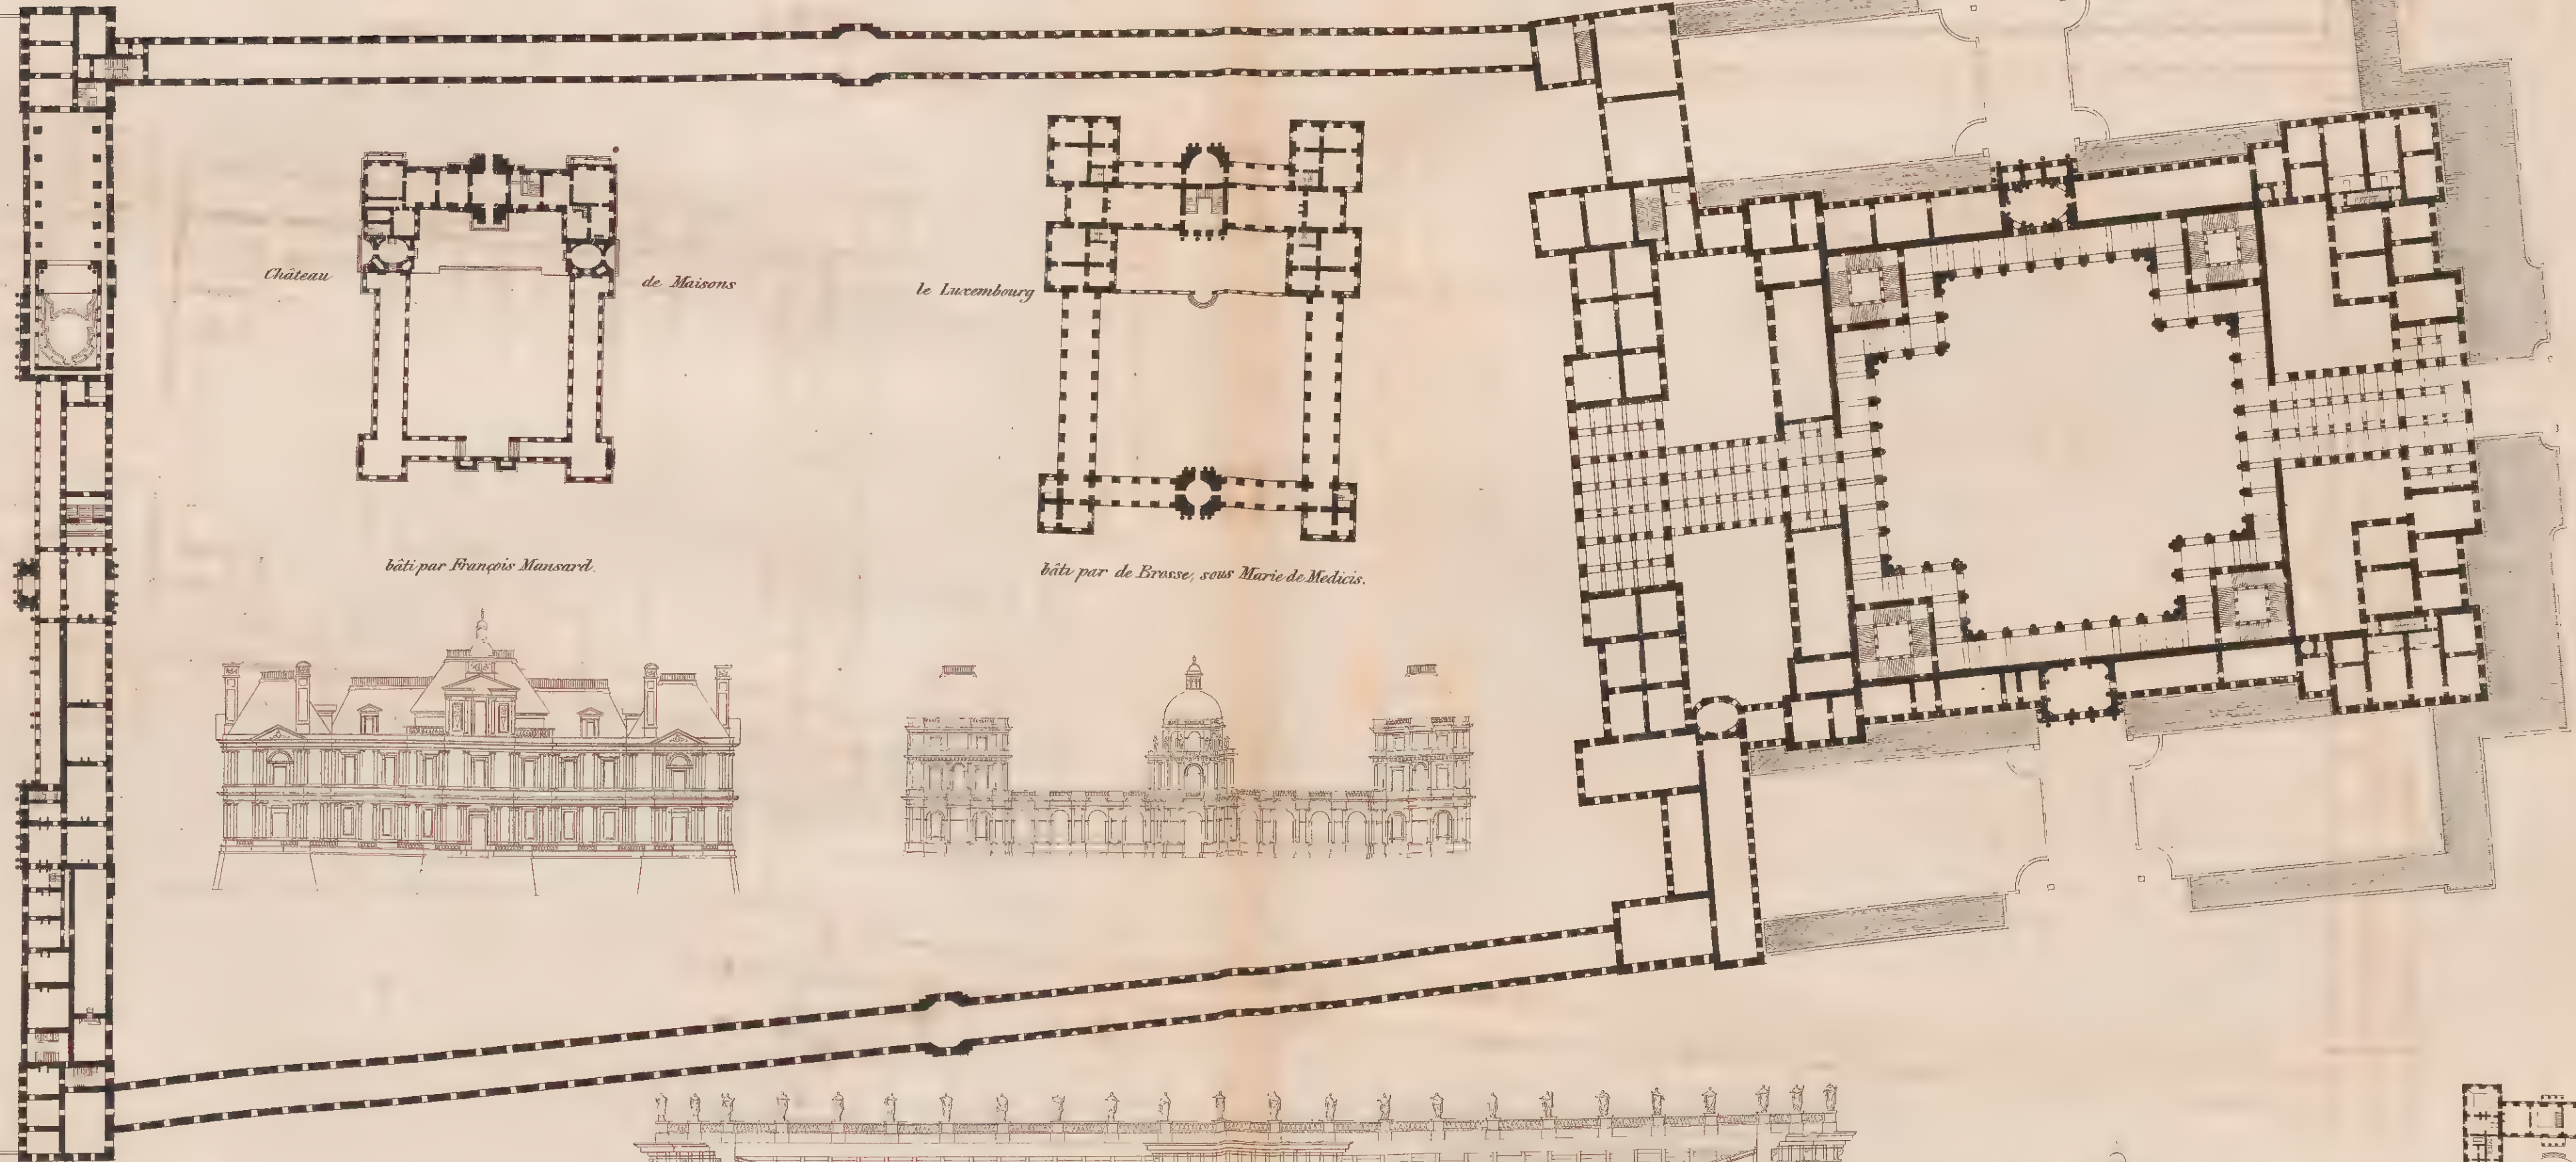 Château
de Maisons
le Luxembourg
bâti par François Mansard.
bâti par de Brosse, sous Marie de Medicis.